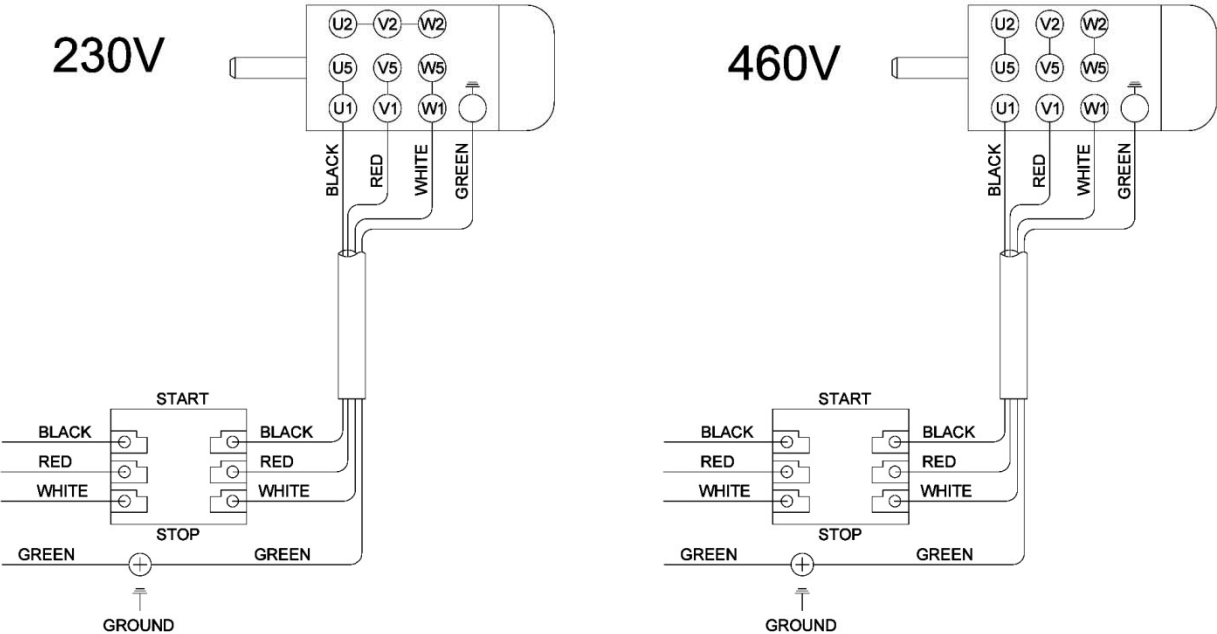 230V
U2 V2 W2
U5 V5 W5
U1 V1 W1
BLACK
RED
WHITE
GREEN
START
BLACK BLACK
RED RED
WHITE WHITE
STOP
GREEN GREEN
GROUND
460V
U2 V2 W2
U5 V5 W5
U1 V1 W1
BLACK
RED
WHITE
GREEN
START
BLACK BLACK
RED RED
WHITE WHITE
STOP
GREEN GREEN
GROUND